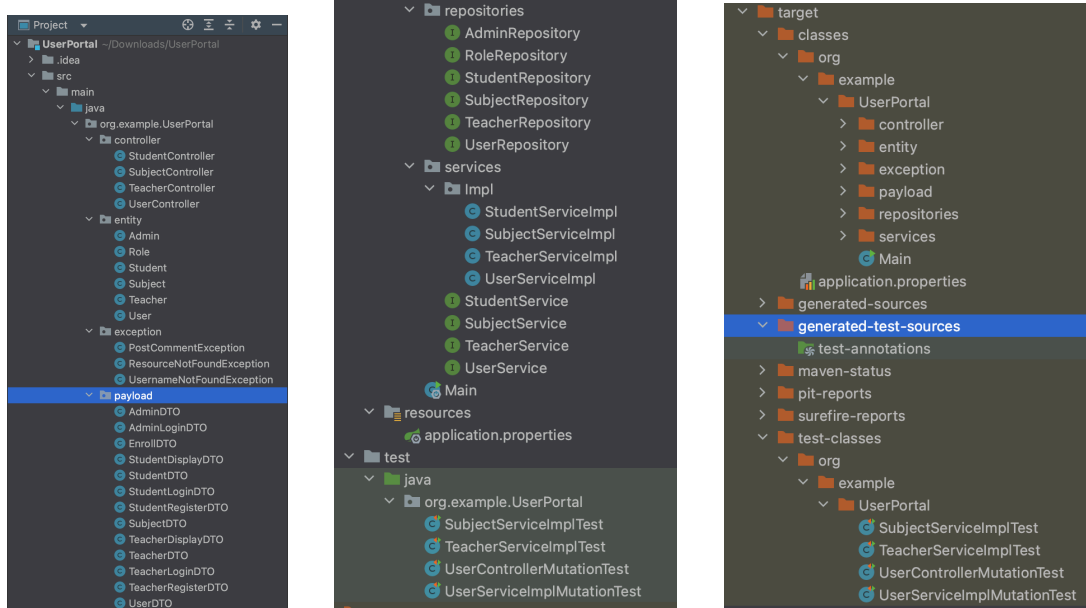 Project
UserPortal ~/Downloads/UserPortal
.idea
src
main
java
org.example.UserPortal
controller
StudentController
SubjectController
TeacherController
UserController
entity
Admin
Role
Student
Subject
Teacher
User
exception
PostCommentException
ResourceNotFoundException
UsernameNotFoundException
payload
AdminDTO
AdminLoginDTO
EnrollDTO
StudentDisplayDTO
StudentDTO
StudentLoginDTO
StudentRegisterDTO
SubjectDTO
TeacherDisplayDTO
TeacherDTO
TeacherLoginDTO
TeacherRegisterDTO
UserDTO
repositories
AdminRepository
RoleRepository
StudentRepository
SubjectRepository
TeacherRepository
UserRepository
services
Impl
StudentServiceImpl
SubjectServiceImpl
TeacherServiceImpl
UserServiceImpl
StudentService
SubjectService
TeacherService
UserService
Main
resources
application.properties
test
java
org.example.UserPortal
SubjectServiceImplTest
TeacherServiceImplTest
UserControllerMutationTest
UserServiceImplMutationTest
target
classes
org
example
UserPortal
controller
entity
exception
payload
repositories
services
Main
application.properties
generated-sources
generated-test-sources
test-annotations
maven-status
pit-reports
surefire-reports
test-classes
org
example
UserPortal
SubjectServiceImplTest
TeacherServiceImplTest
UserControllerMutationTest
UserServiceImplMutationTest